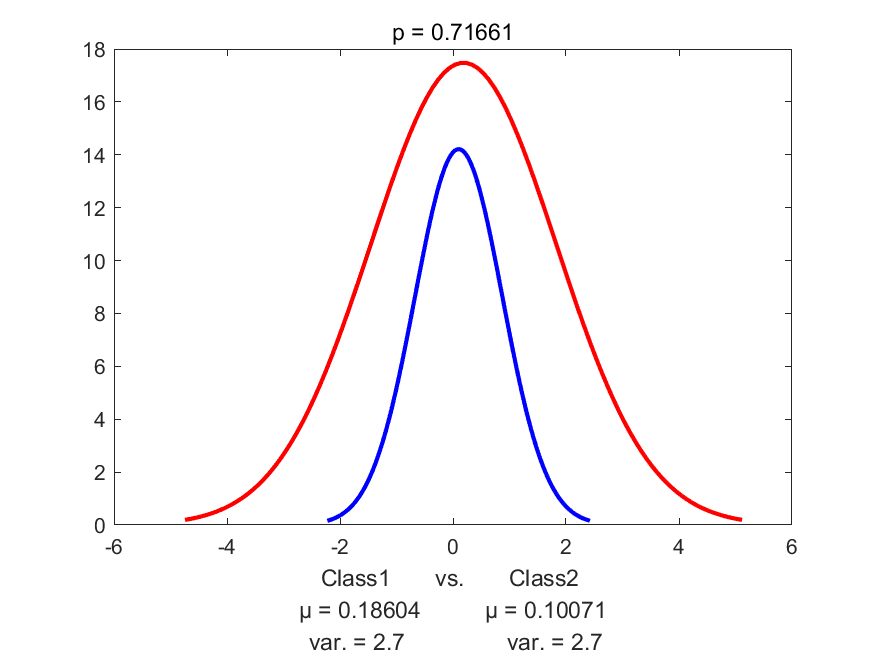 p = 0.71661
18
16
14
12
10
8
6
4
2
0
-6 -4 -2 0 2 4 6
Class1 vs. Class2
μ = 0.18604 μ = 0.10071
var. = 2.7 var. = 2.7